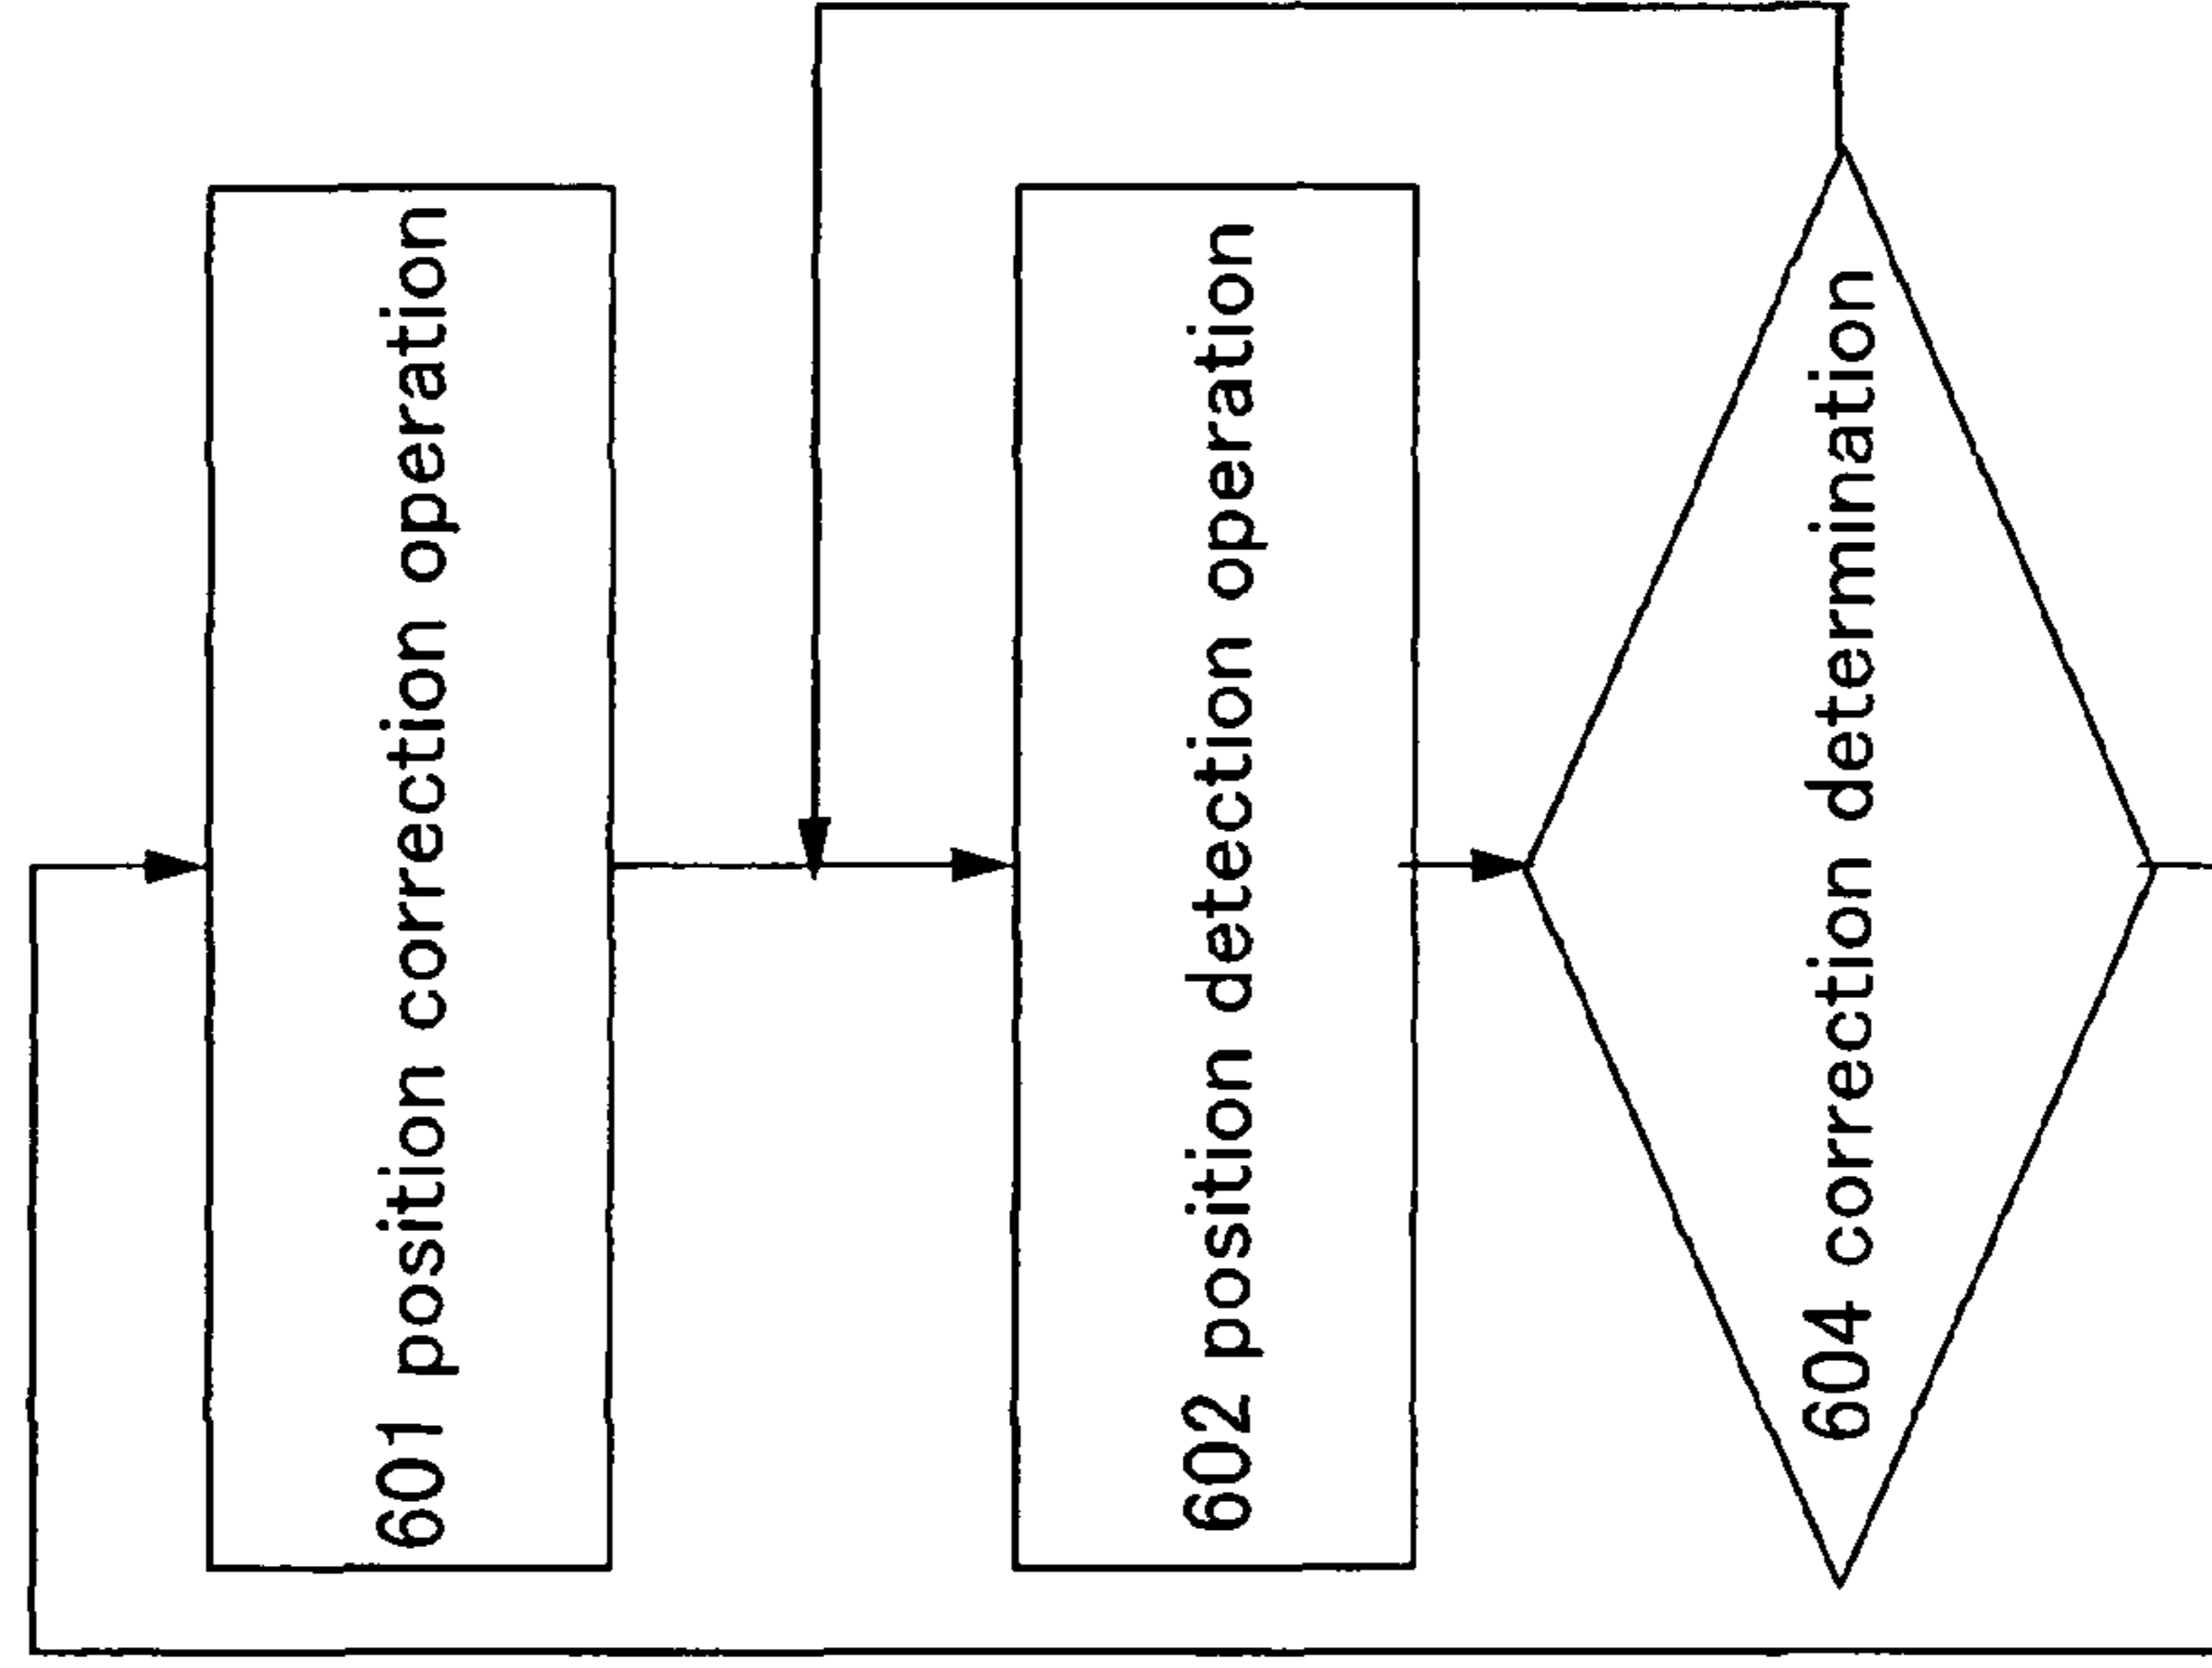 601 position correction operation
602 position detection operation
604 correction determination